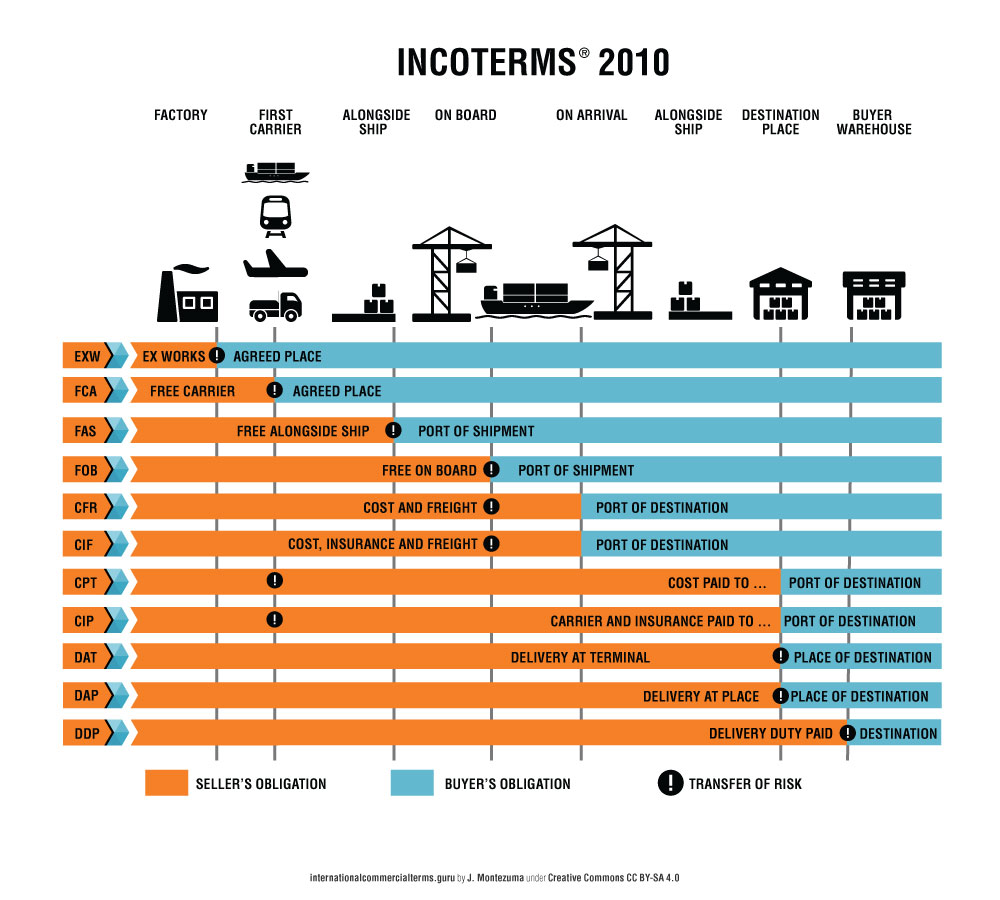 INCOTERMS® 2010
FACTORY
FIRST
CARRIER
ALONGSIDE
SHIP
ON BOARD
ON ARRIVAL
ALONGSIDE
SHIP
DESTINATION
PLACE
BUYER
WAREHOUSE
EXW EX WORKS ! AGREED PLACE
FCA FREE CARRIER ! AGREED PLACE
FAS FREE ALONGSIDE SHIP ! PORT OF SHIPMENT
FOB FREE ON BOARD ! PORT OF SHIPMENT
CFR COST AND FREIGHT ! PORT OF DESTINATION
CIF COST, INSURANCE AND FREIGHT ! PORT OF DESTINATION
CPT ! COST PAID TO ... PORT OF DESTINATION
CIP ! CARRIER AND INSURANCE PAID TO ... PORT OF DESTINATION
DAT DELIVERY AT TERMINAL ! PLACE OF DESTINATION
DAP DELIVERY AT PLACE ! PLACE OF DESTINATION
DDP DELIVERY DUTY PAID ! DESTINATION
SELLER'S OBLIGATION
BUYER'S OBLIGATION
! TRANSFER OF RISK
internationalcommercialterms.guru by J. Montezuma under Creative Commons CC BY-SA 4.0